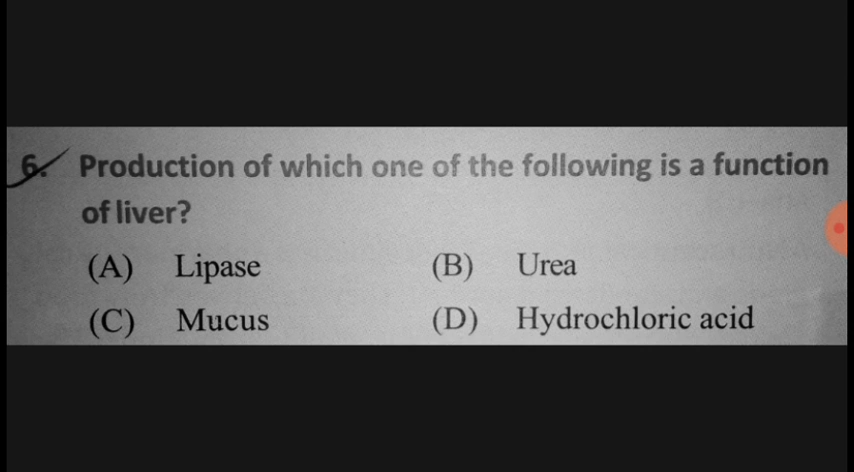 6. Production of which one of the following is a function
of liver?
(A) Lipase (B) Urea
(C) Mucus (D) Hydrochloric acid